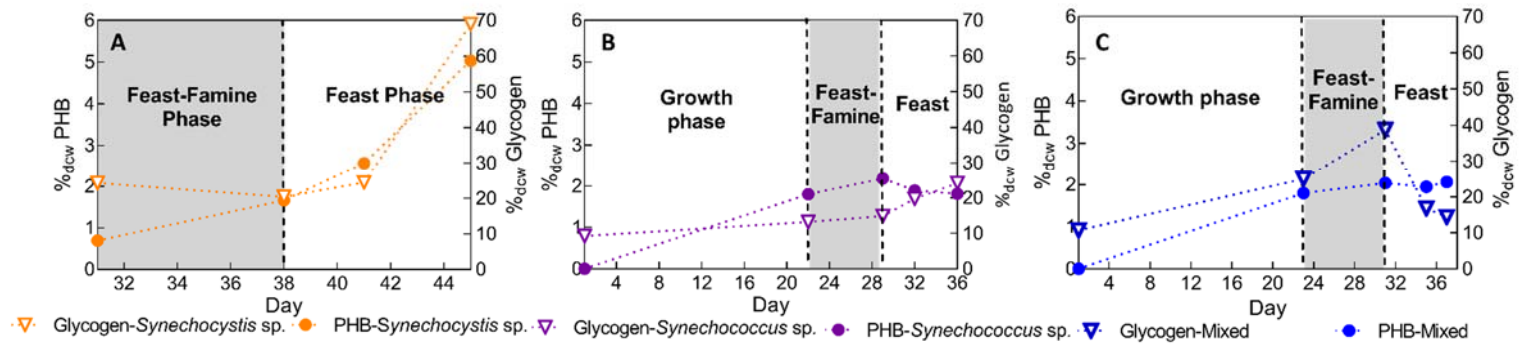 A
Feast-Famine
Phase
Feast Phase
%dcw PHB
0 1 2 3 4 5 6
%dcw Glycogen
0 10 20 30 40 50 60 70
32 34 36 38 40 42 44
Day
B
Growth
phase
Feast-
Famine
Feast
%dcw PHB
0 1 2 3 4 5 6
%dcw Glycogen
0 10 20 30 40 50 60 70
4 8 12 16 20 24 28 32 36
Day
C
Growth phase
Feast-
Famine
Feast
%dcw PHB
0 1 2 3 4 5 6
%dcw Glycogen
0 10 20 30 40 50 60 70
4 8 12 16 20 24 28 32 36
Day
Glycogen-Synechocystis sp. PHB-Synechocystis sp. Glycogen-Synechococcus sp. PHB-Synechococcus sp. Glycogen-Mixed PHB-Mixed